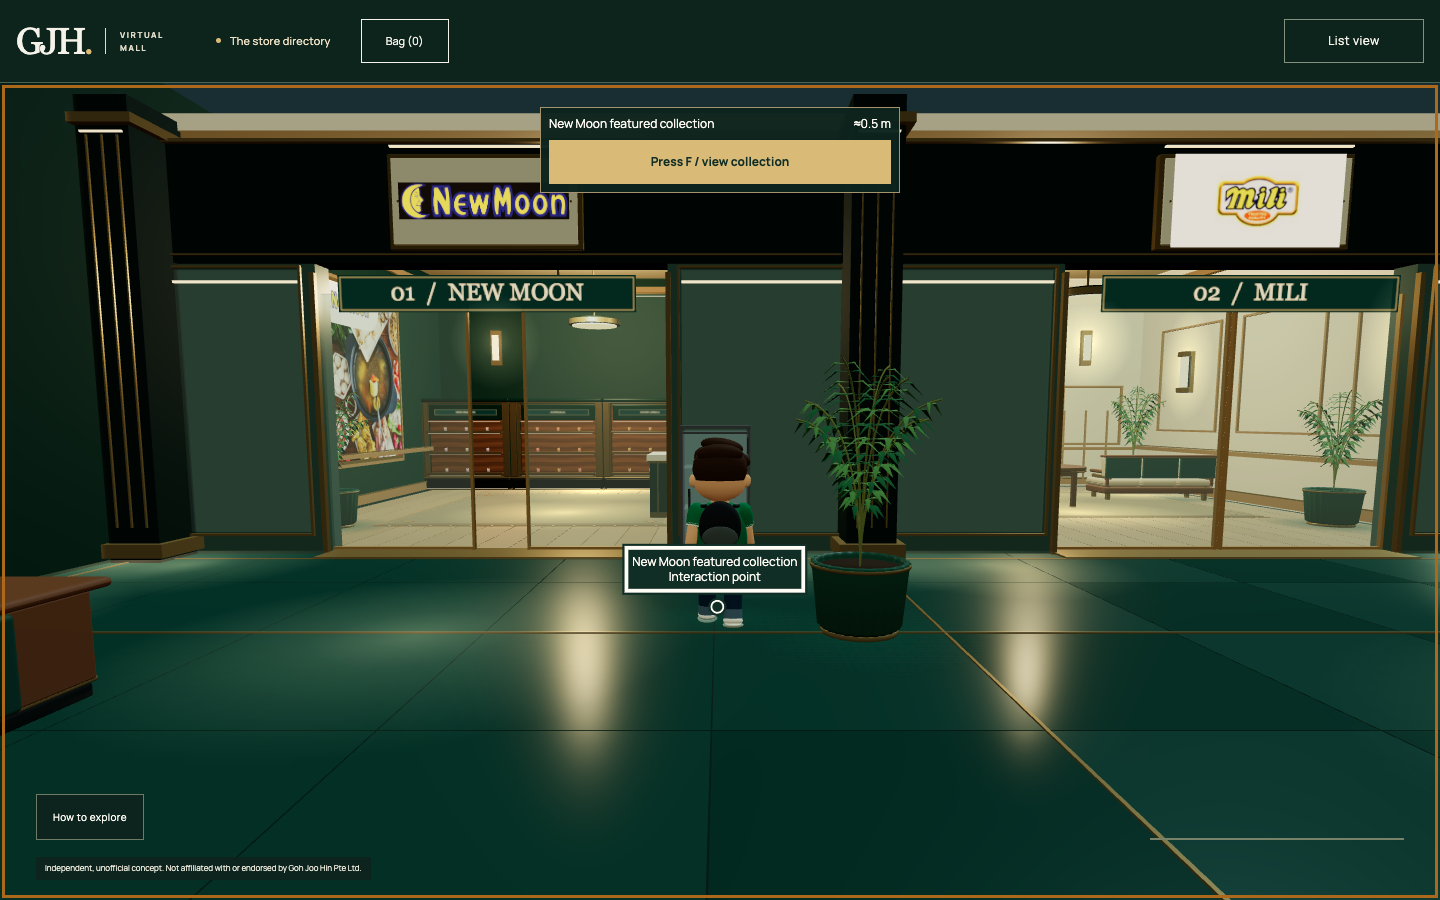 GJH.
VIRTUAL
MALL
The store directory
Bag (0)
List view
New Moon featured collection
≈0.5 m
Press F / view collection
NewMoon
mili
01 / NEW MOON
02 / MILI
New Moon featured collection
Interaction point
How to explore
Independent, unofficial concept. Not affiliated with or endorsed by Goh Joo Hin Pte Ltd.